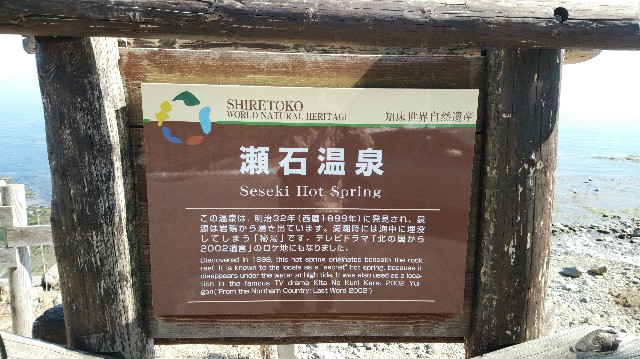 SHIRETOKO
WORLD NATURAL HERITAGE
知床世界自然遺産
瀬石温泉
Seseki Hot Spring
この温泉は、明治32年(西暦1899年)に発見され、泉
源は岩礁から湧き出ています。満潮時には海中に埋没
してしまう「秘湯」です。テレビドラマ「北の国から
2002遺言」のロケ地にもなりました。
Discovered in 1899, this hot spring originates beneath the rock
reef. It is known to the locals as a "secret" hot spring, because it
disappears under the water at high tide. It was also used as a loca-
tion in the famous TV drama Kita No Kuni Kara: 2002 Yui-
gon ("From the Northern Country: Last Word 2002")